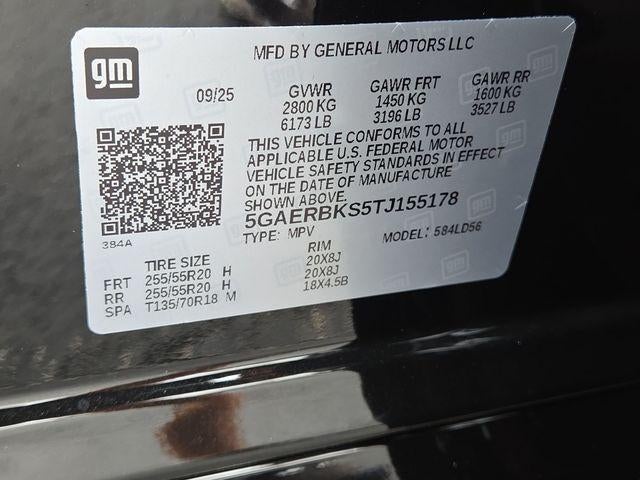 gm
MFD BY GENERAL MOTORS LLC
09/25 GVWR GAWR FRT GAWR RR
2800 KG 1450 KG 1600 KG
6173 LB 3196 LB 3527 LB
THIS VEHICLE CONFORMS TO ALL
APPLICABLE U.S. FEDERAL MOTOR
VEHICLE SAFETY STANDARDS IN EFFECT
ON THE DATE OF MANUFACTURE
SHOWN ABOVE.
5GAERBKS5TJ155178
TYPE: MPV MODEL: 584LD56
384A
TIRE SIZE RIM
FRT 255/55R20 H 20X8J
RR 255/55R20 H 20X8J
SPA T135/70R18 M 18X4.5B